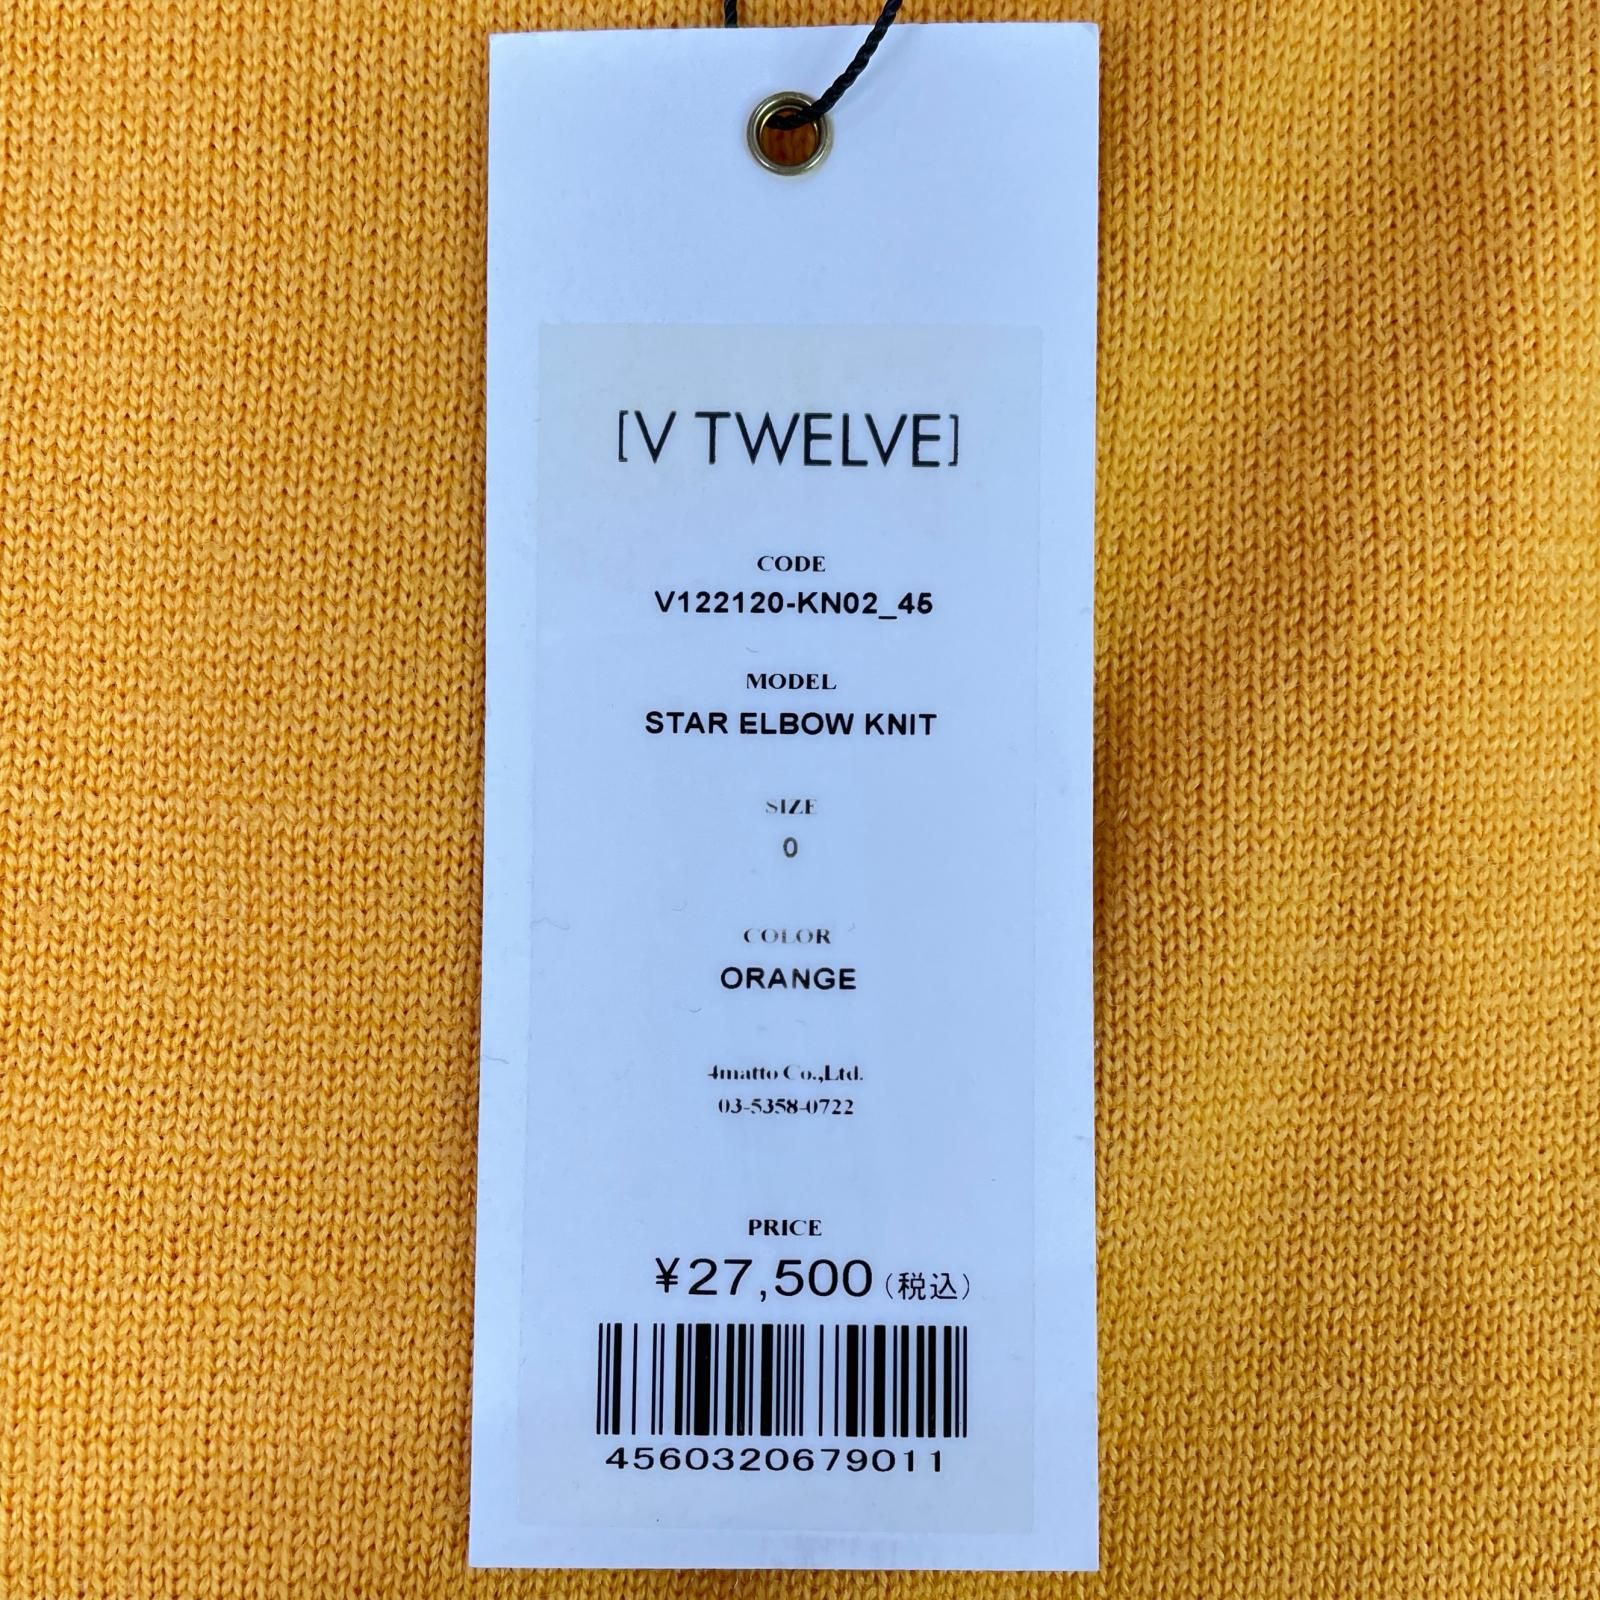 [V TWELVE]
CODE
V122120-KN02_45
MODEL
STAR ELBOW KNIT
SIZE
0
COLOR
ORANGE
4matto Co.,Ltd.
03-5358-0722
PRICE
¥27,500(税込)
4560320679011